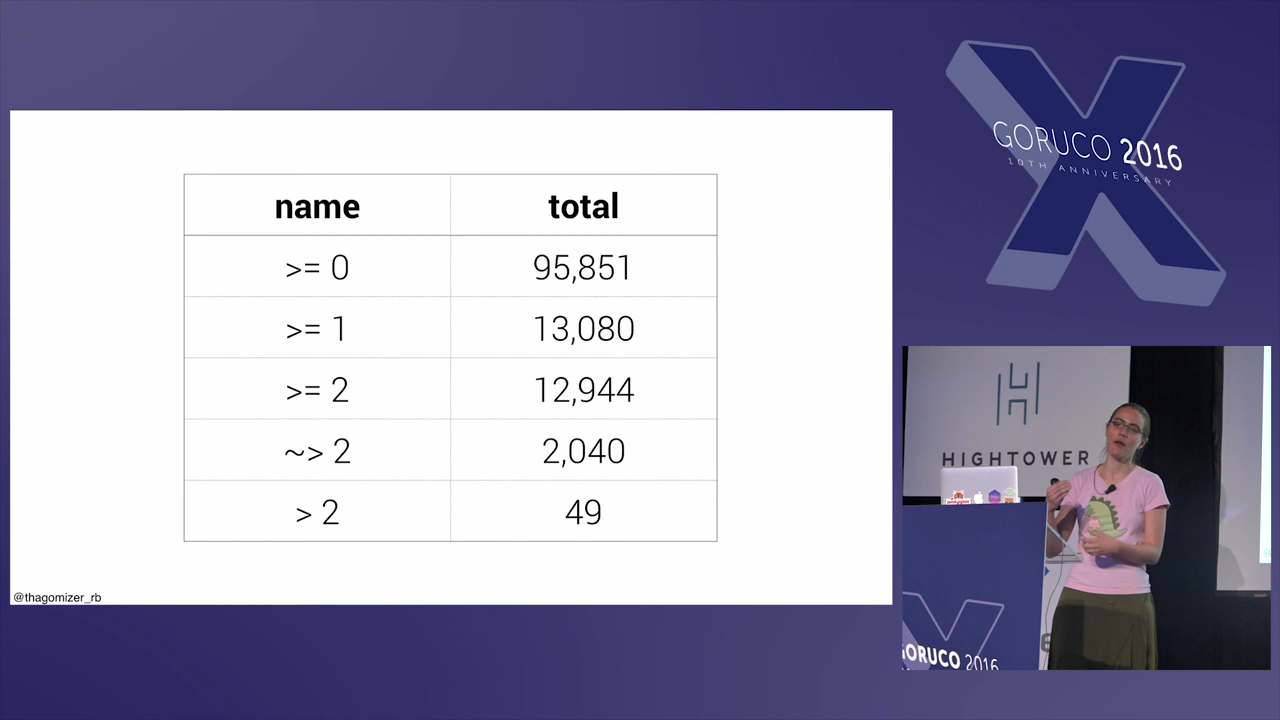 name total
>= 0 95,851
>= 1 13,080
>= 2 12,944
~> 2 2,040
> 2 49
@thagomizer_rb
GORUCO 2016
10TH ANNIVERSARY
HIGHTOWER
GORUCO 2016